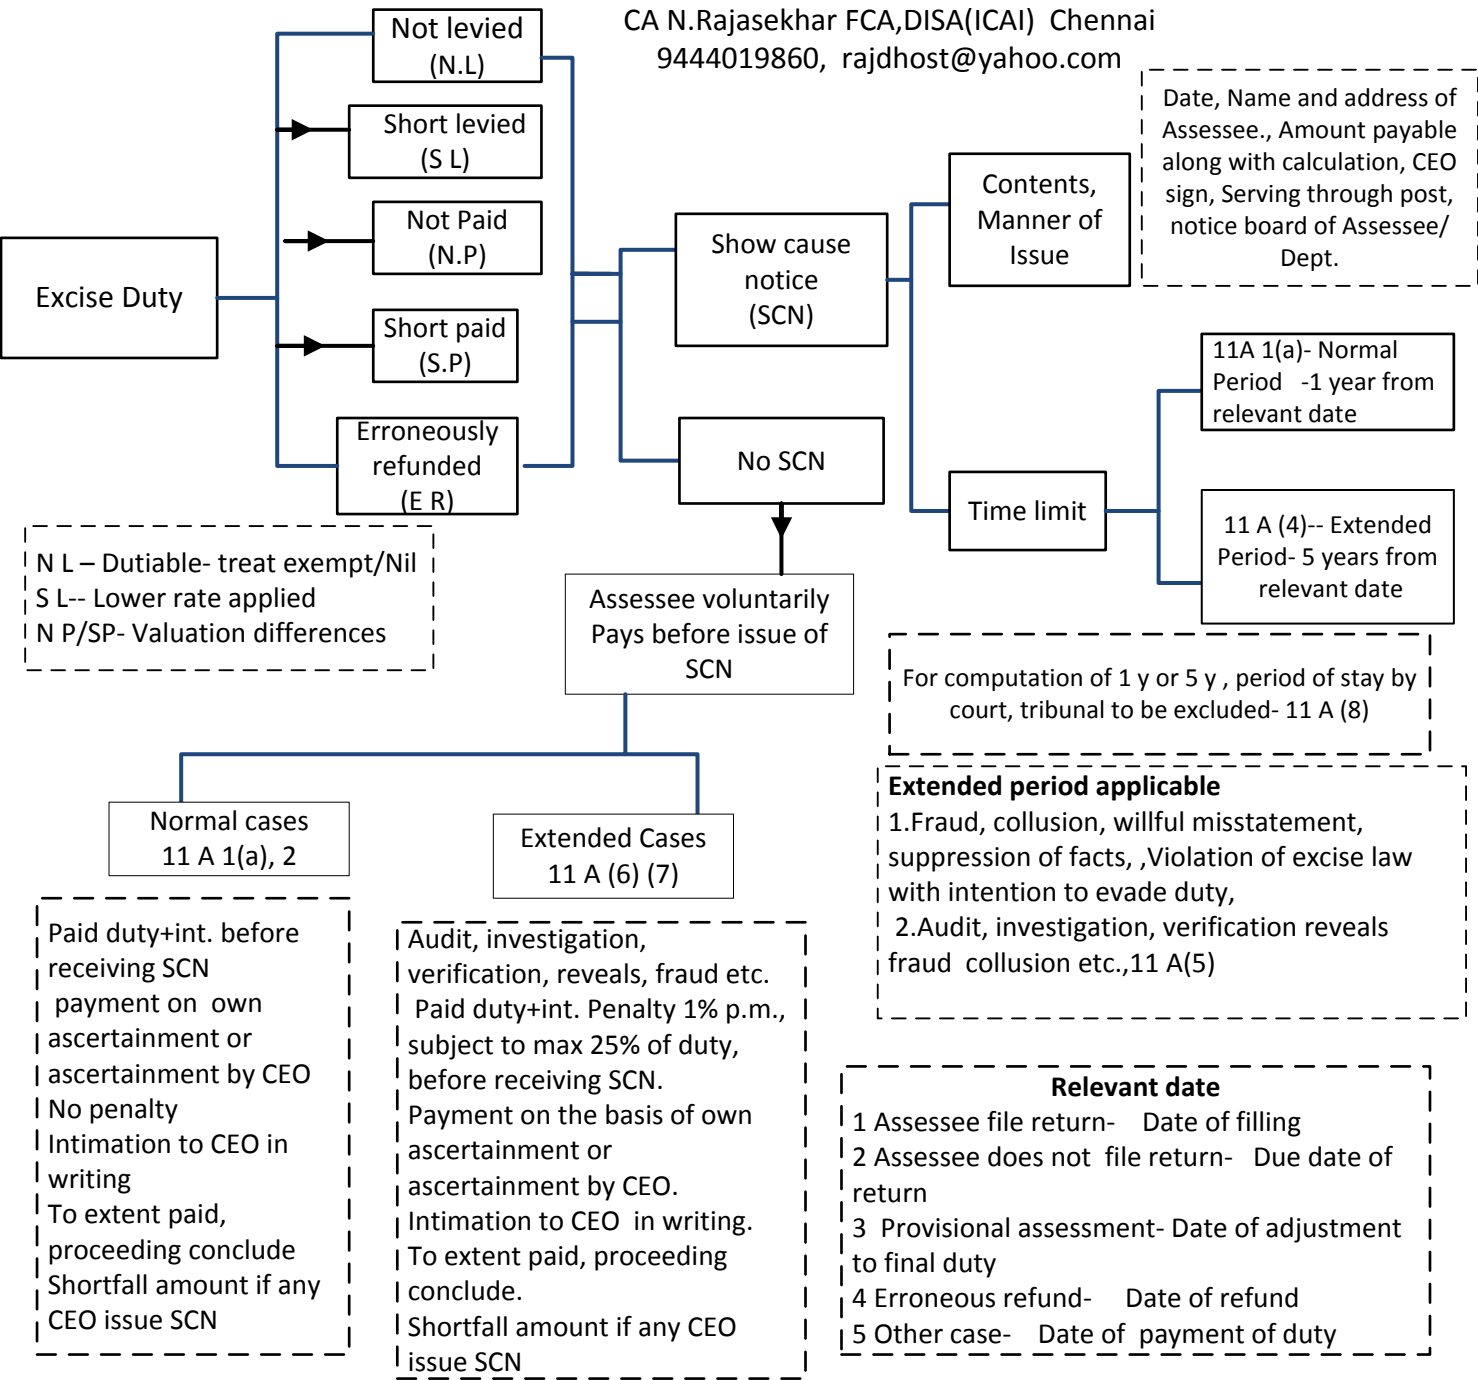 CA N.Rajasekhar FCA,DISA(ICAI) Chennai
9444019860, rajdhost@yahoo.com
Excise Duty
Not levied
(N.L)
Short levied
(S L)
Not Paid
(N.P)
Short paid
(S.P)
Erroneously
refunded
(E R)
N L – Dutiable- treat exempt/Nil
S L-- Lower rate applied
N P/SP- Valuation differences
Show cause
notice
(SCN)
No SCN
Contents,
Manner of
Issue
Date, Name and address of
Assessee., Amount payable
along with calculation, CEO
sign, Serving through post,
notice board of Assessee/
Dept.
Time limit
11A 1(a)- Normal
Period -1 year from
relevant date
11 A (4)-- Extended
Period- 5 years from
relevant date
Assessee voluntarily
Pays before issue of
SCN
For computation of 1 y or 5 y , period of stay by
court, tribunal to be excluded- 11 A (8)
Extended period applicable
1.Fraud, collusion, willful misstatement,
suppression of facts, ,Violation of excise law
with intention to evade duty,
2.Audit, investigation, verification reveals
fraud collusion etc.,11 A(5)
Normal cases
11 A 1(a), 2
Paid duty+int. before
receiving SCN
payment on own
ascertainment or
ascertainment by CEO
No penalty
Intimation to CEO in
writing
To extent paid,
proceeding conclude
Shortfall amount if any
CEO issue SCN
Extended Cases
11 A (6) (7)
Audit, investigation,
verification, reveals, fraud etc.
Paid duty+int. Penalty 1% p.m.,
subject to max 25% of duty,
before receiving SCN.
Payment on the basis of own
ascertainment or
ascertainment by CEO.
Intimation to CEO in writing.
To extent paid, proceeding
conclude.
Shortfall amount if any CEO
issue SCN
Relevant date
1 Assessee file return- Date of filling
2 Assessee does not file return- Due date of
return
3 Provisional assessment- Date of adjustment
to final duty
4 Erroneous refund- Date of refund
5 Other case- Date of payment of duty